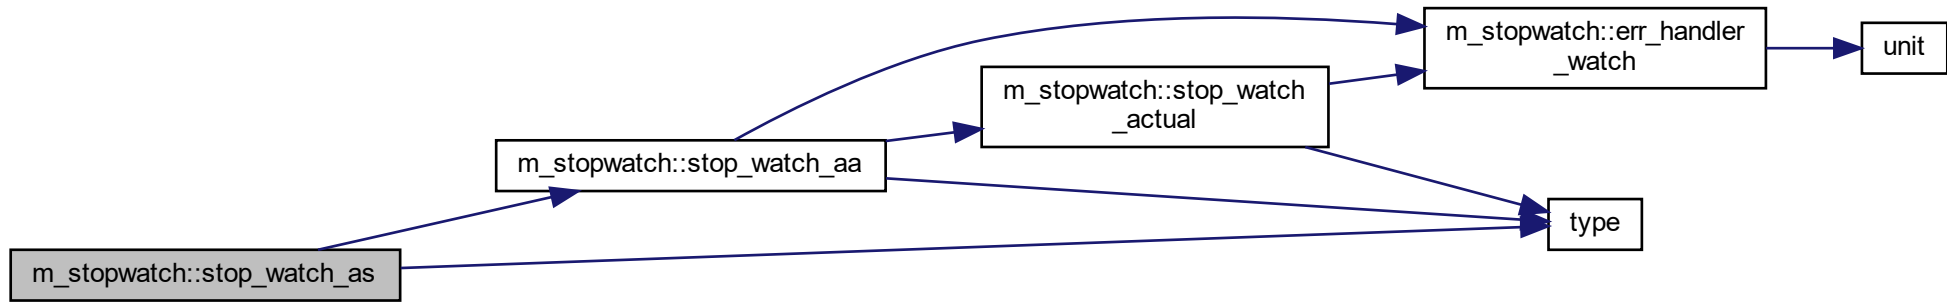 m_stopwatch::err_handler
_watch
unit
m_stopwatch::stop_watch
_actual
m_stopwatch::stop_watch_aa
type
m_stopwatch::stop_watch_as